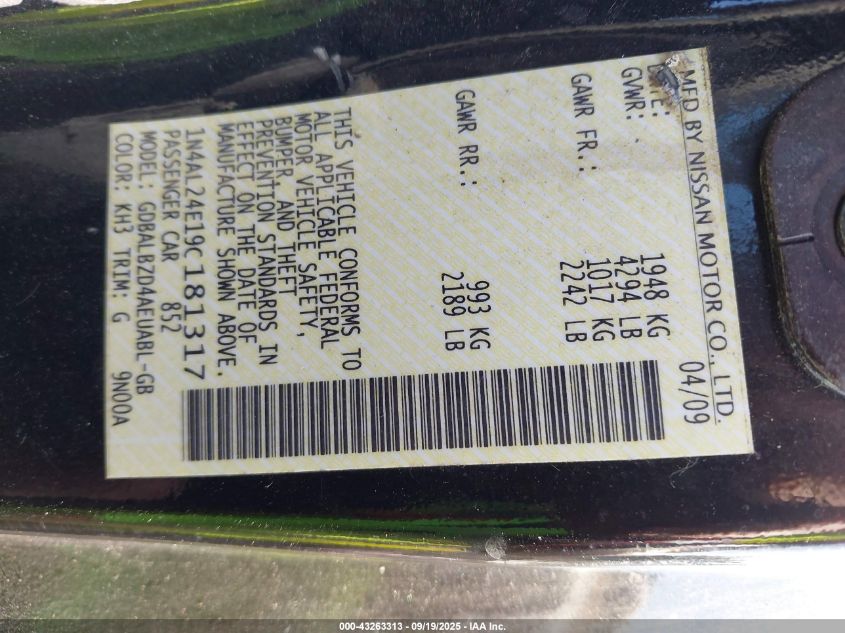 MFD BY NISSAN MOTOR CO., LTD.
DATE: 04/09
GVWR: 1948 KG
4294 LB
GAWR FR.: 1017 KG
2242 LB
GAWR RR.: 993 KG
2189 LB
THIS VEHICLE CONFORMS TO
ALL APPLICABLE FEDERAL
MOTOR VEHICLE SAFETY,
BUMPER AND THEFT
PREVENTION STANDARDS IN
EFFECT ON THE DATE OF
MANUFACTURE SHOWN ABOVE.
1N4AL24E19C181317
PASSENGER CAR 852
MODEL: GDBALBZD4AEUABL-GB
COLOR: KH3 TRIM: G 9N00A
000-43263313 - 09/19/2025 - IAA Inc.